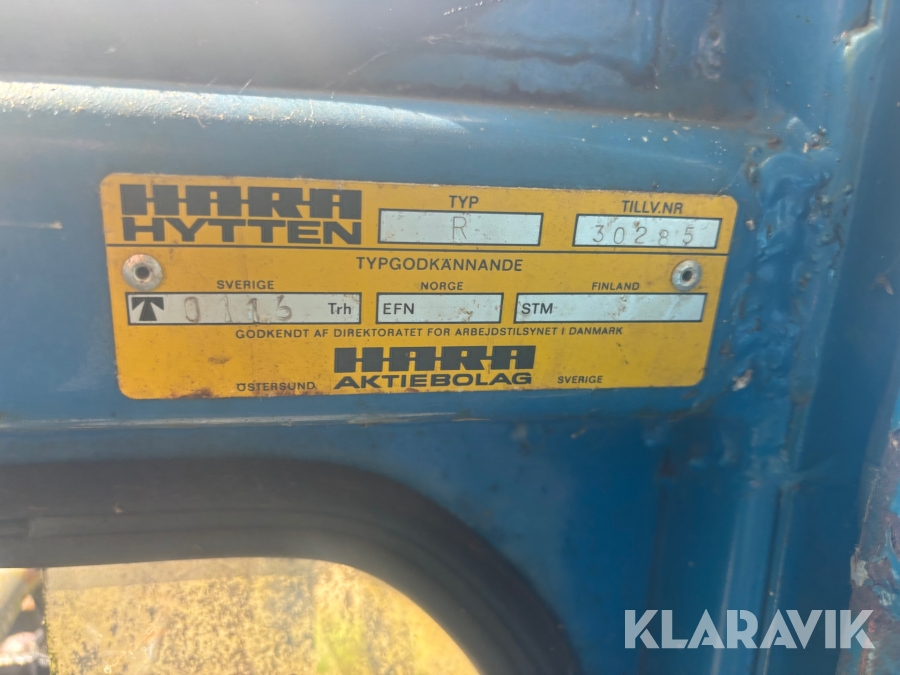 HARA TYP TILLV.NR
HYTTEN R 30285
TYPGODKÄNNANDE
SVERIGE NORGE FINLAND
T 0116 Trh EFN STM
GODKENDT AF DIREKTORATET FOR ARBEJDSTILSYNET I DANMARK
HARA
ÖSTERSUND AKTIEBOLAG SVERIGE
KLARAVIK